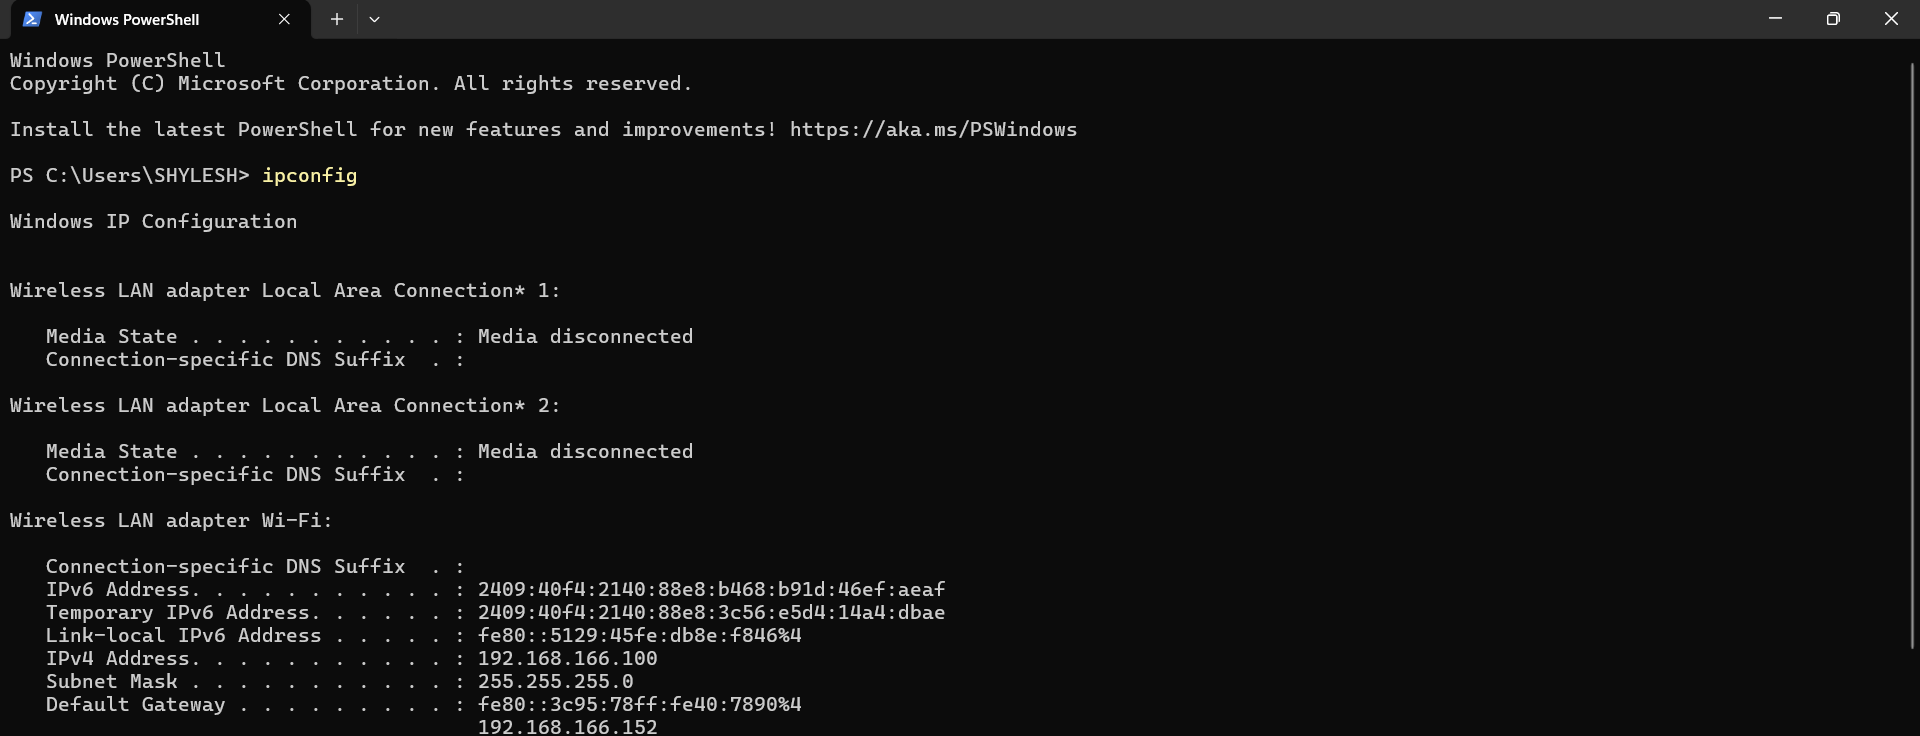 Windows PowerShell
Windows PowerShell
Copyright (C) Microsoft Corporation. All rights reserved.
Install the latest PowerShell for new features and improvements! https://aka.ms/PSWindows
PS C:\Users\SHYLESH> ipconfig
Windows IP Configuration
Wireless LAN adapter Local Area Connection* 1:
Media State . . . . . . . . . . . : Media disconnected
Connection-specific DNS Suffix  . :
Wireless LAN adapter Local Area Connection* 2:
Media State . . . . . . . . . . . : Media disconnected
Connection-specific DNS Suffix  . :
Wireless LAN adapter Wi-Fi:
Connection-specific DNS Suffix  . :
IPv6 Address. . . . . . . . . . . : 2409:40f4:2140:88e8:b468:b91d:46ef:aeaf
Temporary IPv6 Address. . . . . . : 2409:40f4:2140:88e8:3c56:e5d4:14a4:dbae
Link-local IPv6 Address . . . . . : fe80::5129:45fe:db8e:f846%4
IPv4 Address. . . . . . . . . . . : 192.168.166.100
Subnet Mask . . . . . . . . . . . : 255.255.255.0
Default Gateway . . . . . . . . . : fe80::3c95:78ff:fe40:7890%4
192.168.166.152